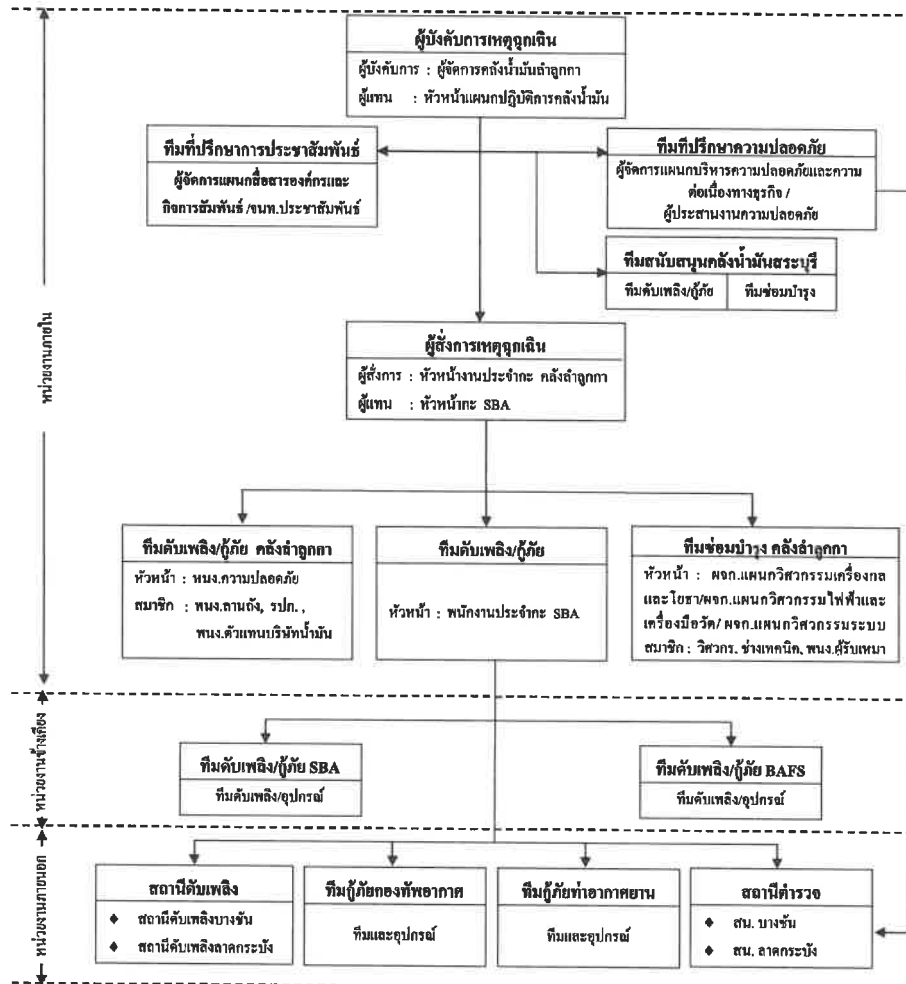 ผู้บังคับการเหตุฉุกเฉิน
ผู้บังคับการ : ผู้จัดการคลังน้ำมันลำลูกกา
ผู้แทน : หัวหน้าแผนกปฏิบัติการคลังน้ำมัน
ทีมที่ปรึกษาการประชาสัมพันธ์
ผู้จัดการแผนกสื่อสารองค์กรและ
กิจการสัมพันธ์ /จนท.ประชาสัมพันธ์
ทีมที่ปรึกษาความปลอดภัย
ผู้จัดการแผนกบริหารความปลอดภัยและความ
ต่อเนื่องทางธุรกิจ /
ผู้ประสานงานความปลอดภัย
ทีมสนับสนุนคลังน้ำมันสระบุรี
ทีมดับเพลิง/กู้ภัย
ทีมซ่อมบำรุง
หน่วยงานภายใน
ผู้สั่งการเหตุฉุกเฉิน
ผู้สั่งการ : หัวหน้างานประจำกะ คลังลำลูกกา
ผู้แทน : หัวหน้ากะ SBA
ทีมดับเพลิง/กู้ภัย คลังลำลูกกา
หัวหน้า : หนง.ความปลอดภัย
สมาชิก : พนง.ลานถัง, รปภ. ,
พนง.ตัวแทนบริษัทน้ำมัน
ทีมดับเพลิง/กู้ภัย
หัวหน้า : พนักงานประจำกะ SBA
ทีมซ่อมบำรุง คลังลำลูกกา
หัวหน้า : ผจก.แผนกวิศวกรรมเครื่องกล
และโยธา/ผจก.แผนกวิศวกรรมไฟฟ้าและ
เครื่องมือวัด/ ผจก.แผนกวิศวกรรมระบบ
สมาชิก : วิศวกร, ช่างเทคนิค, พนง.ผู้รับเหมา
หน่วยงานข้างเคียง
ทีมดับเพลิง/กู้ภัย SBA
ทีมดับเพลิง/อุปกรณ์
ทีมดับเพลิง/กู้ภัย BAFS
ทีมดับเพลิง/อุปกรณ์
หน่วยงานภายนอก
สถานีดับเพลิง
♦ สถานีดับเพลิงบางชัน
♦ สถานีดับเพลิงลาดกระบัง
ทีมกู้ภัยกองทัพอากาศ
ทีมและอุปกรณ์
ทีมกู้ภัยท่าอากาศยาน
ทีมและอุปกรณ์
สถานีตำรวจ
♦ สน. บางชัน
♦ สน. ลาดกระบัง